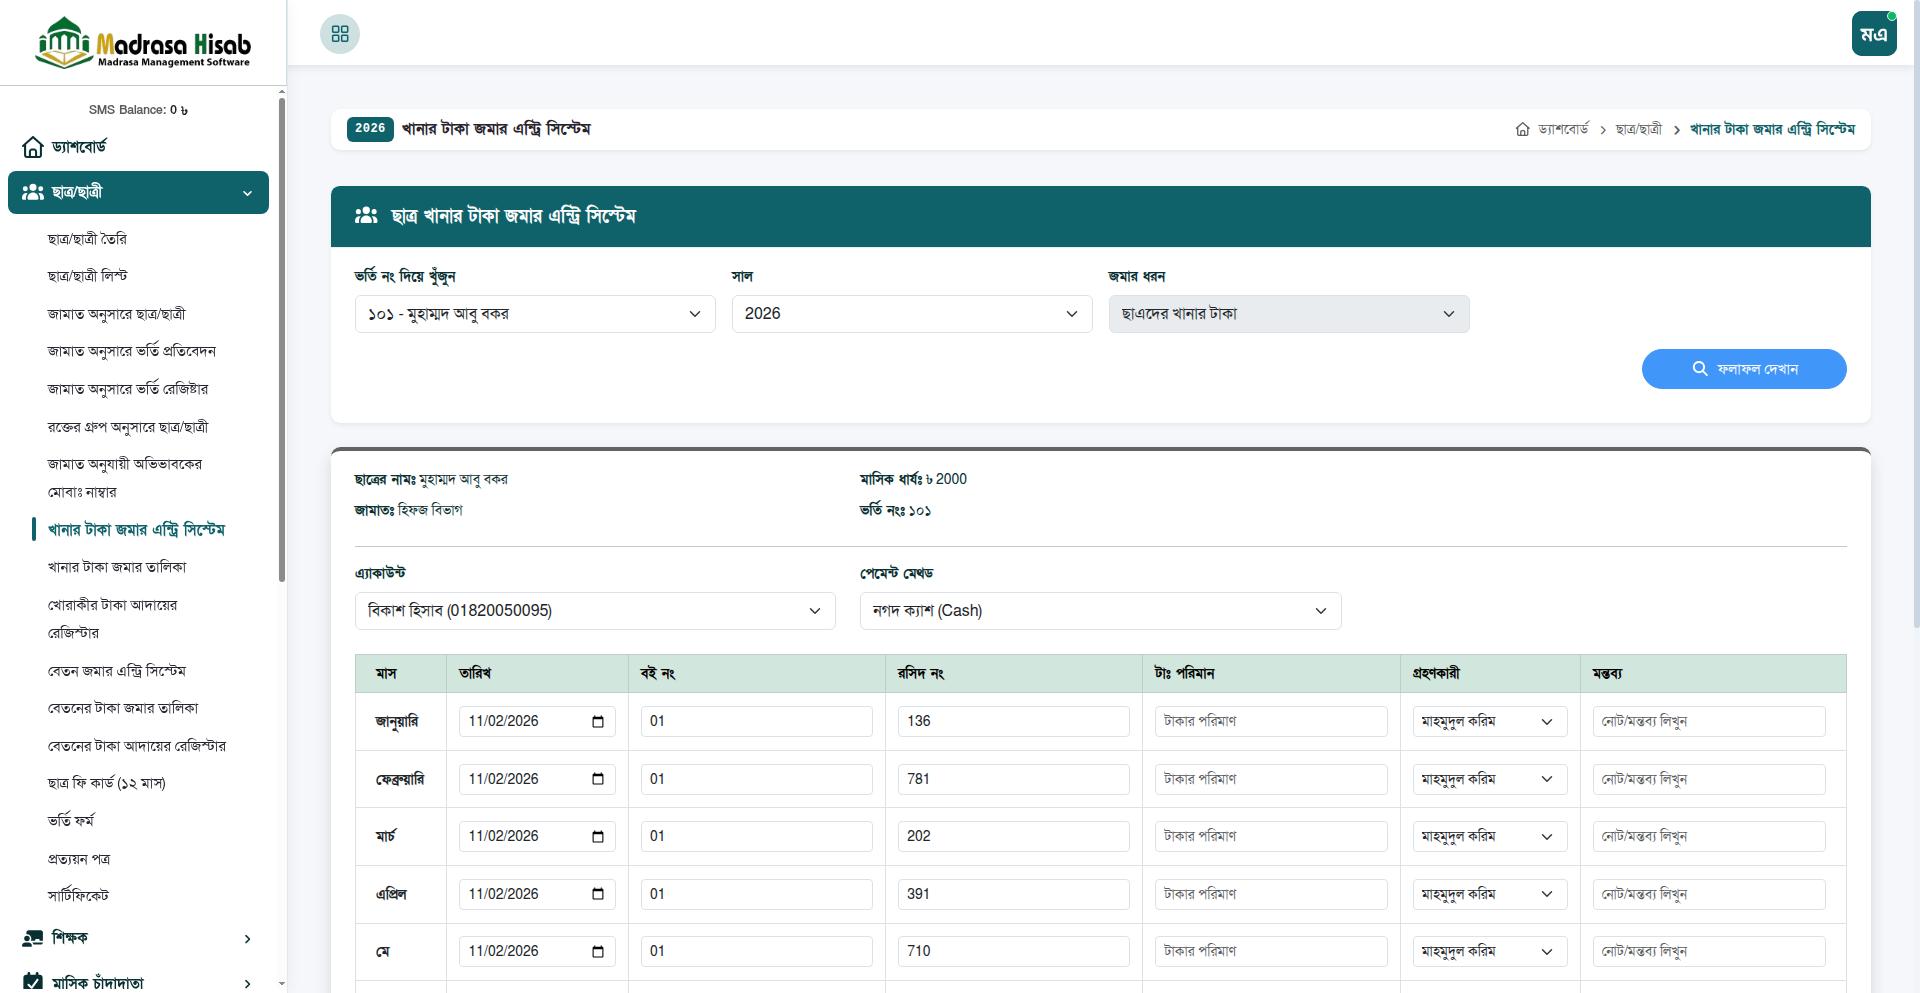 Madrasa Hisab
Madrasa Management Software
SMS Balance: 0 ৳
ড্যাশবোর্ড
ছাত্র/ছাত্রী
ছাত্র/ছাত্রী তৈরি
ছাত্র/ছাত্রী লিস্ট
জামাত অনুসারে ছাত্র/ছাত্রী
জামাত অনুসারে ভর্তি প্রতিবেদন
জামাত অনুসারে ভর্তি রেজিষ্টার
রক্তের গ্রুপ অনুসারে ছাত্র/ছাত্রী
জামাত অনুযায়ী অভিভাবকের
মোবাঃ নাম্বার
খানার টাকা জমার এন্ট্রি সিস্টেম
খানার টাকা জমার তালিকা
খোরাকীর টাকা আদায়ের
রেজিস্টার
বেতন জমার এন্ট্রি সিস্টেম
বেতনের টাকা জমার তালিকা
বেতনের টাকা আদায়ের রেজিস্টার
ছাত্র ফি কার্ড (১২ মাস)
ভর্তি ফর্ম
প্রত্যয়ন পত্র
সার্টিফিকেট
শিক্ষক
মাসিক চাঁদাদাতা
মএ
2026 খানার টাকা জমার এন্ট্রি সিস্টেম
ড্যাশবোর্ড > ছাত্র/ছাত্রী > খানার টাকা জমার এন্ট্রি সিস্টেম
ছাত্র খানার টাকা জমার এন্ট্রি সিস্টেম
ভর্তি নং দিয়ে খুঁজুন সাল জমার ধরন
১০১ - মুহাম্মদ আবু বকর 2026 ছাএদের খানার টাকা
ফলাফল দেখান
ছাত্রের নামঃ মুহাম্মদ আবু বকর মাসিক ধার্যঃ ৳ 2000
জামাতঃ হিফজ বিভাগ ভর্তি নংঃ ১০১
এ্যাকাউন্ট পেমেন্ট মেথড
বিকাশ হিসাব (01820050095) নগদ ক্যাশ (Cash)
মাস তারিখ বই নং রসিদ নং টাঃ পরিমান গ্রহণকারী মন্তব্য
জানুয়ারি 11/02/2026 01 136 টাকার পরিমাণ মাহমুদুল করিম নোট/মন্তব্য লিখুন
ফেব্রুয়ারি 11/02/2026 01 781 টাকার পরিমাণ মাহমুদুল করিম নোট/মন্তব্য লিখুন
মার্চ 11/02/2026 01 202 টাকার পরিমাণ মাহমুদুল করিম নোট/মন্তব্য লিখুন
এপ্রিল 11/02/2026 01 391 টাকার পরিমাণ মাহমুদুল করিম নোট/মন্তব্য লিখুন
মে 11/02/2026 01 710 টাকার পরিমাণ মাহমুদুল করিম নোট/মন্তব্য লিখুন